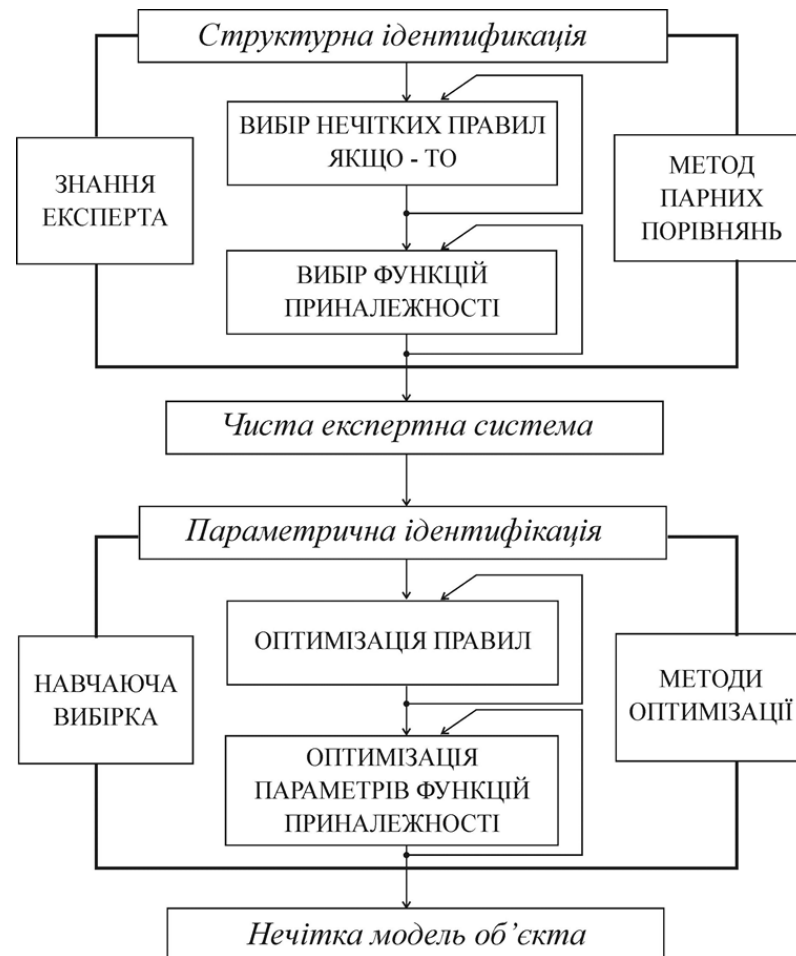 Структурна ідентификація
ВИБІР НЕЧІТКИХ ПРАВИЛ
ЯКЩО - ТО
ЗНАННЯ
ЕКСПЕРТА
МЕТОД
ПАРНИХ
ПОРІВНЯНЬ
ВИБІР ФУНКЦІЙ
ПРИНАЛЕЖНОСТІ
Чиста експертна система
Параметрична ідентифікація
ОПТИМІЗАЦІЯ ПРАВИЛ
НАВЧАЮЧА
ВИБІРКА
МЕТОДИ
ОПТИМІЗАЦІЇ
ОПТИМІЗАЦІЯ
ПАРАМЕТРІВ ФУНКЦІЙ
ПРИНАЛЕЖНОСТІ
Нечітка модель об’єкта